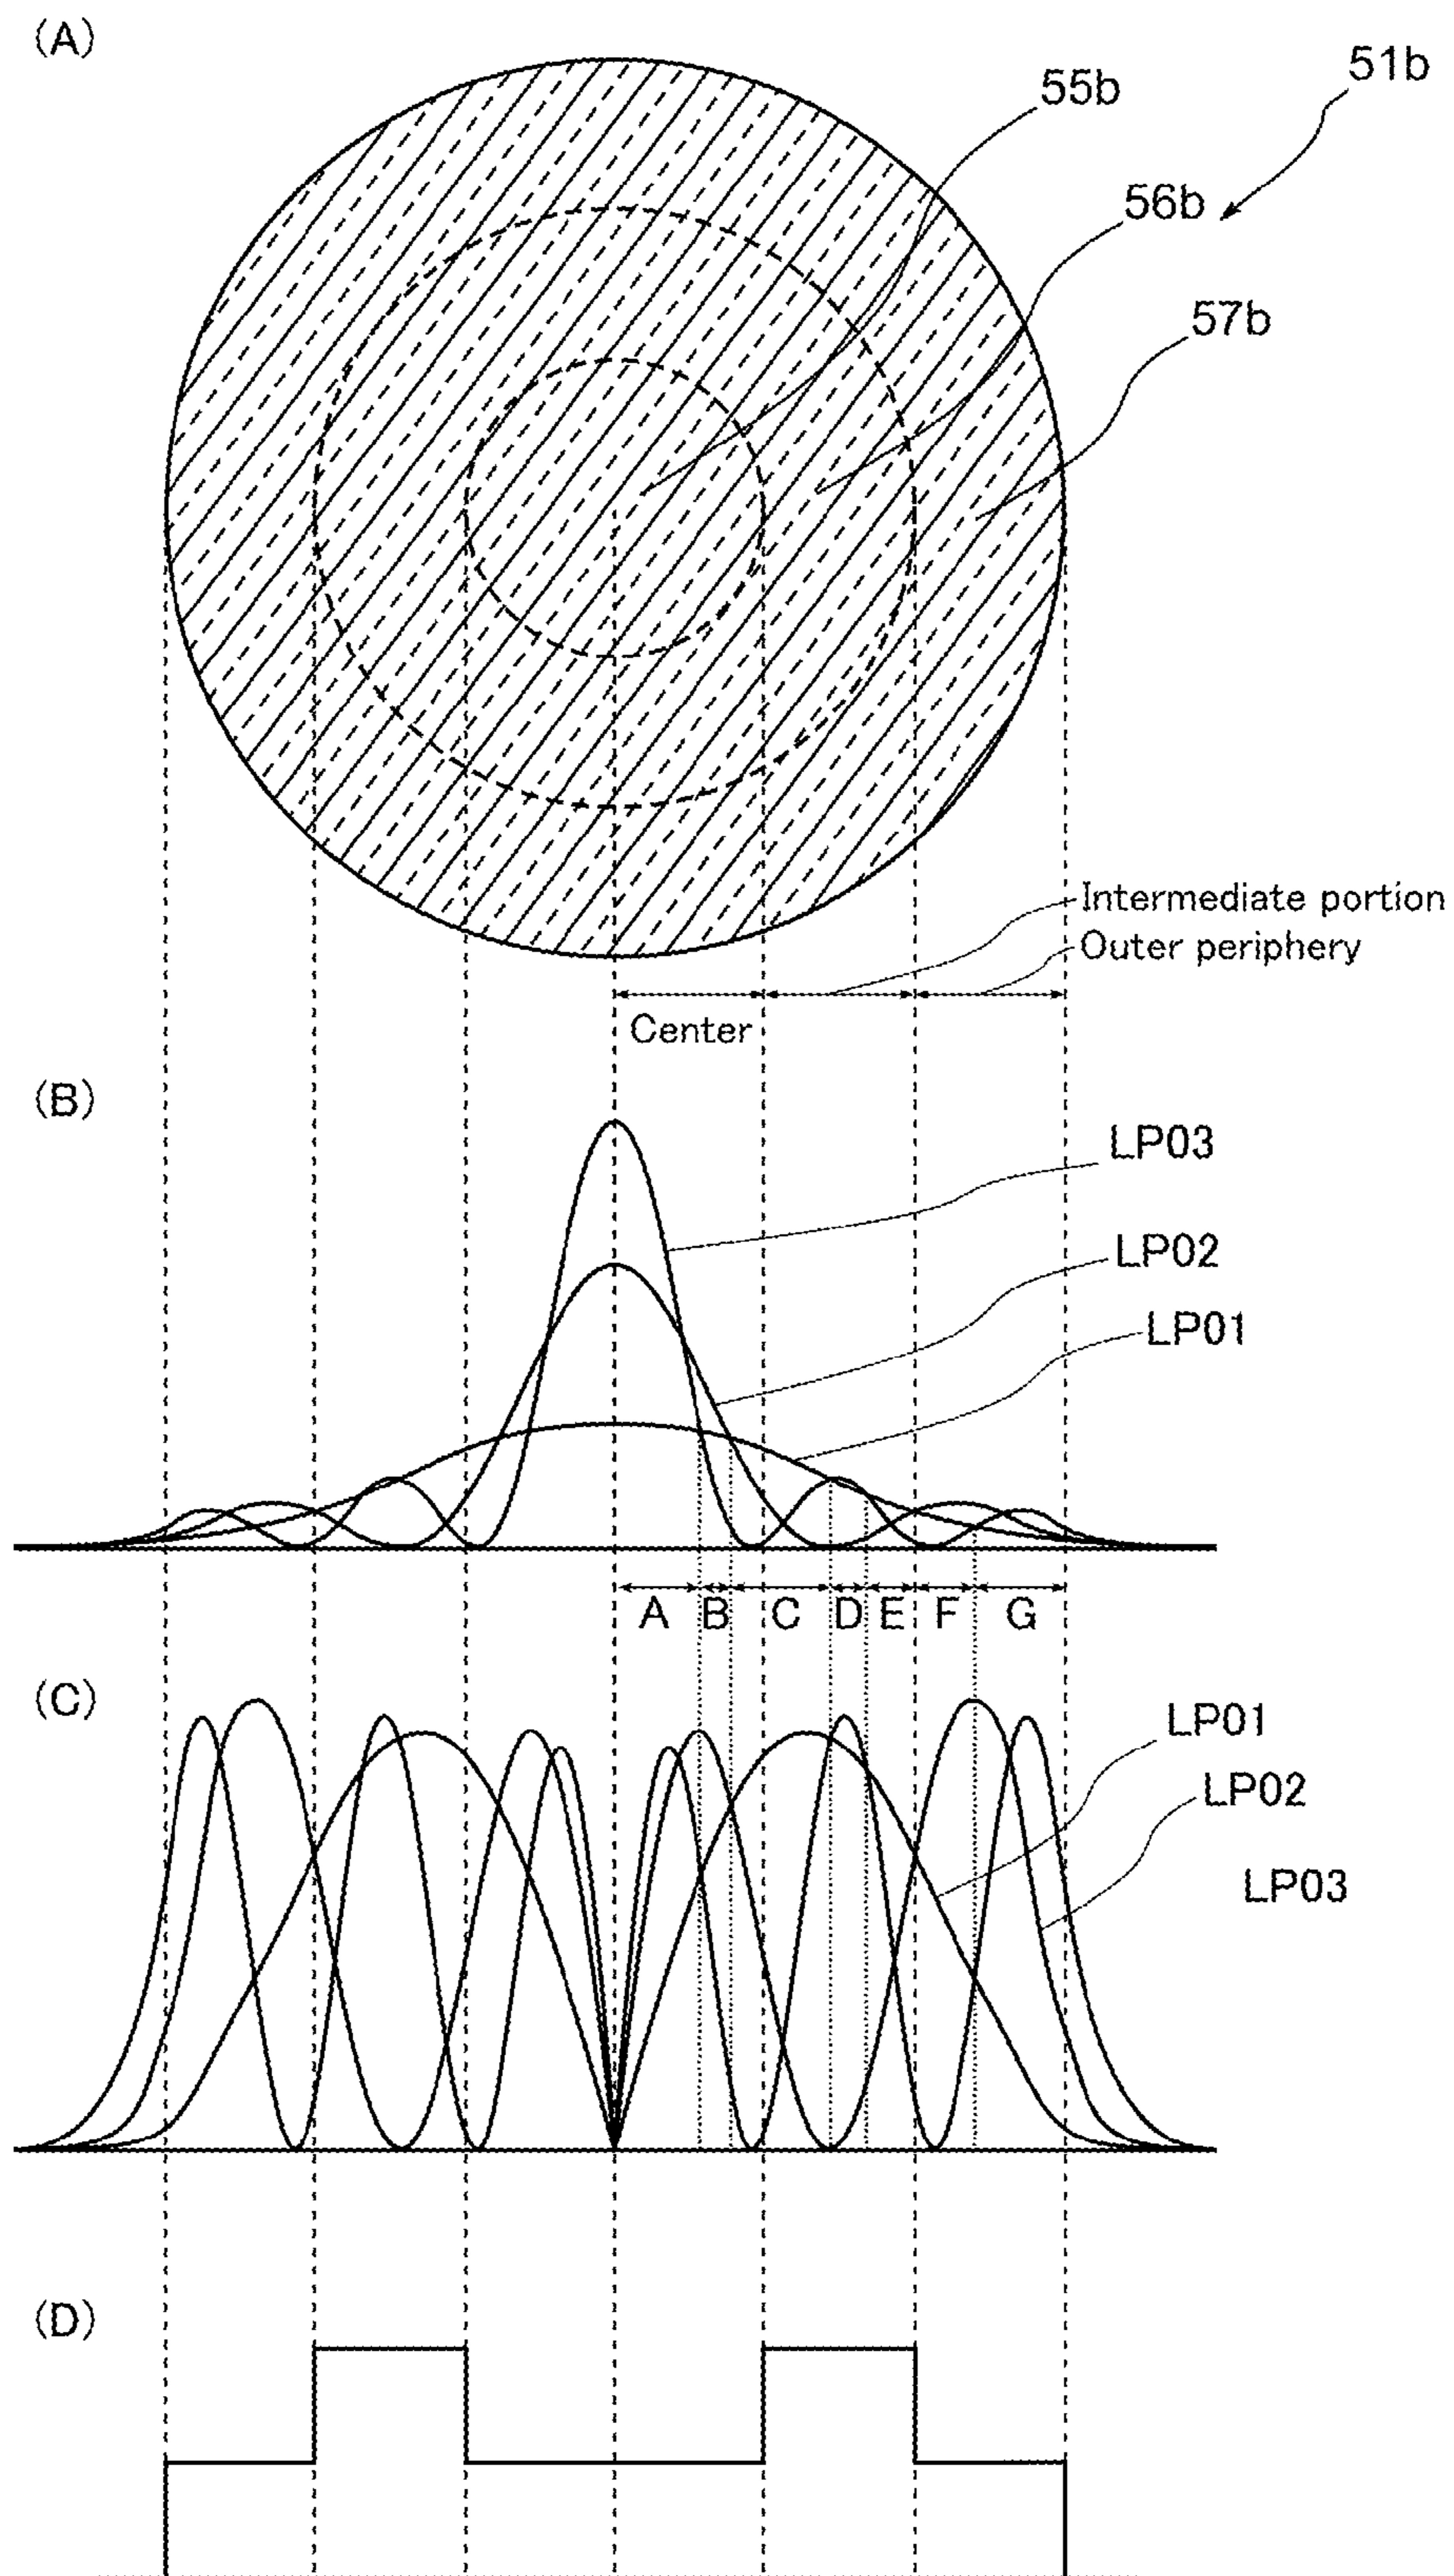 (A)
51b
55b
56b
57b
Intermediate portion
Outer periphery
Center
(B)
LP03
LP02
LP01
A B C D E F G
(C)
LP01
LP02
LP03
(D)